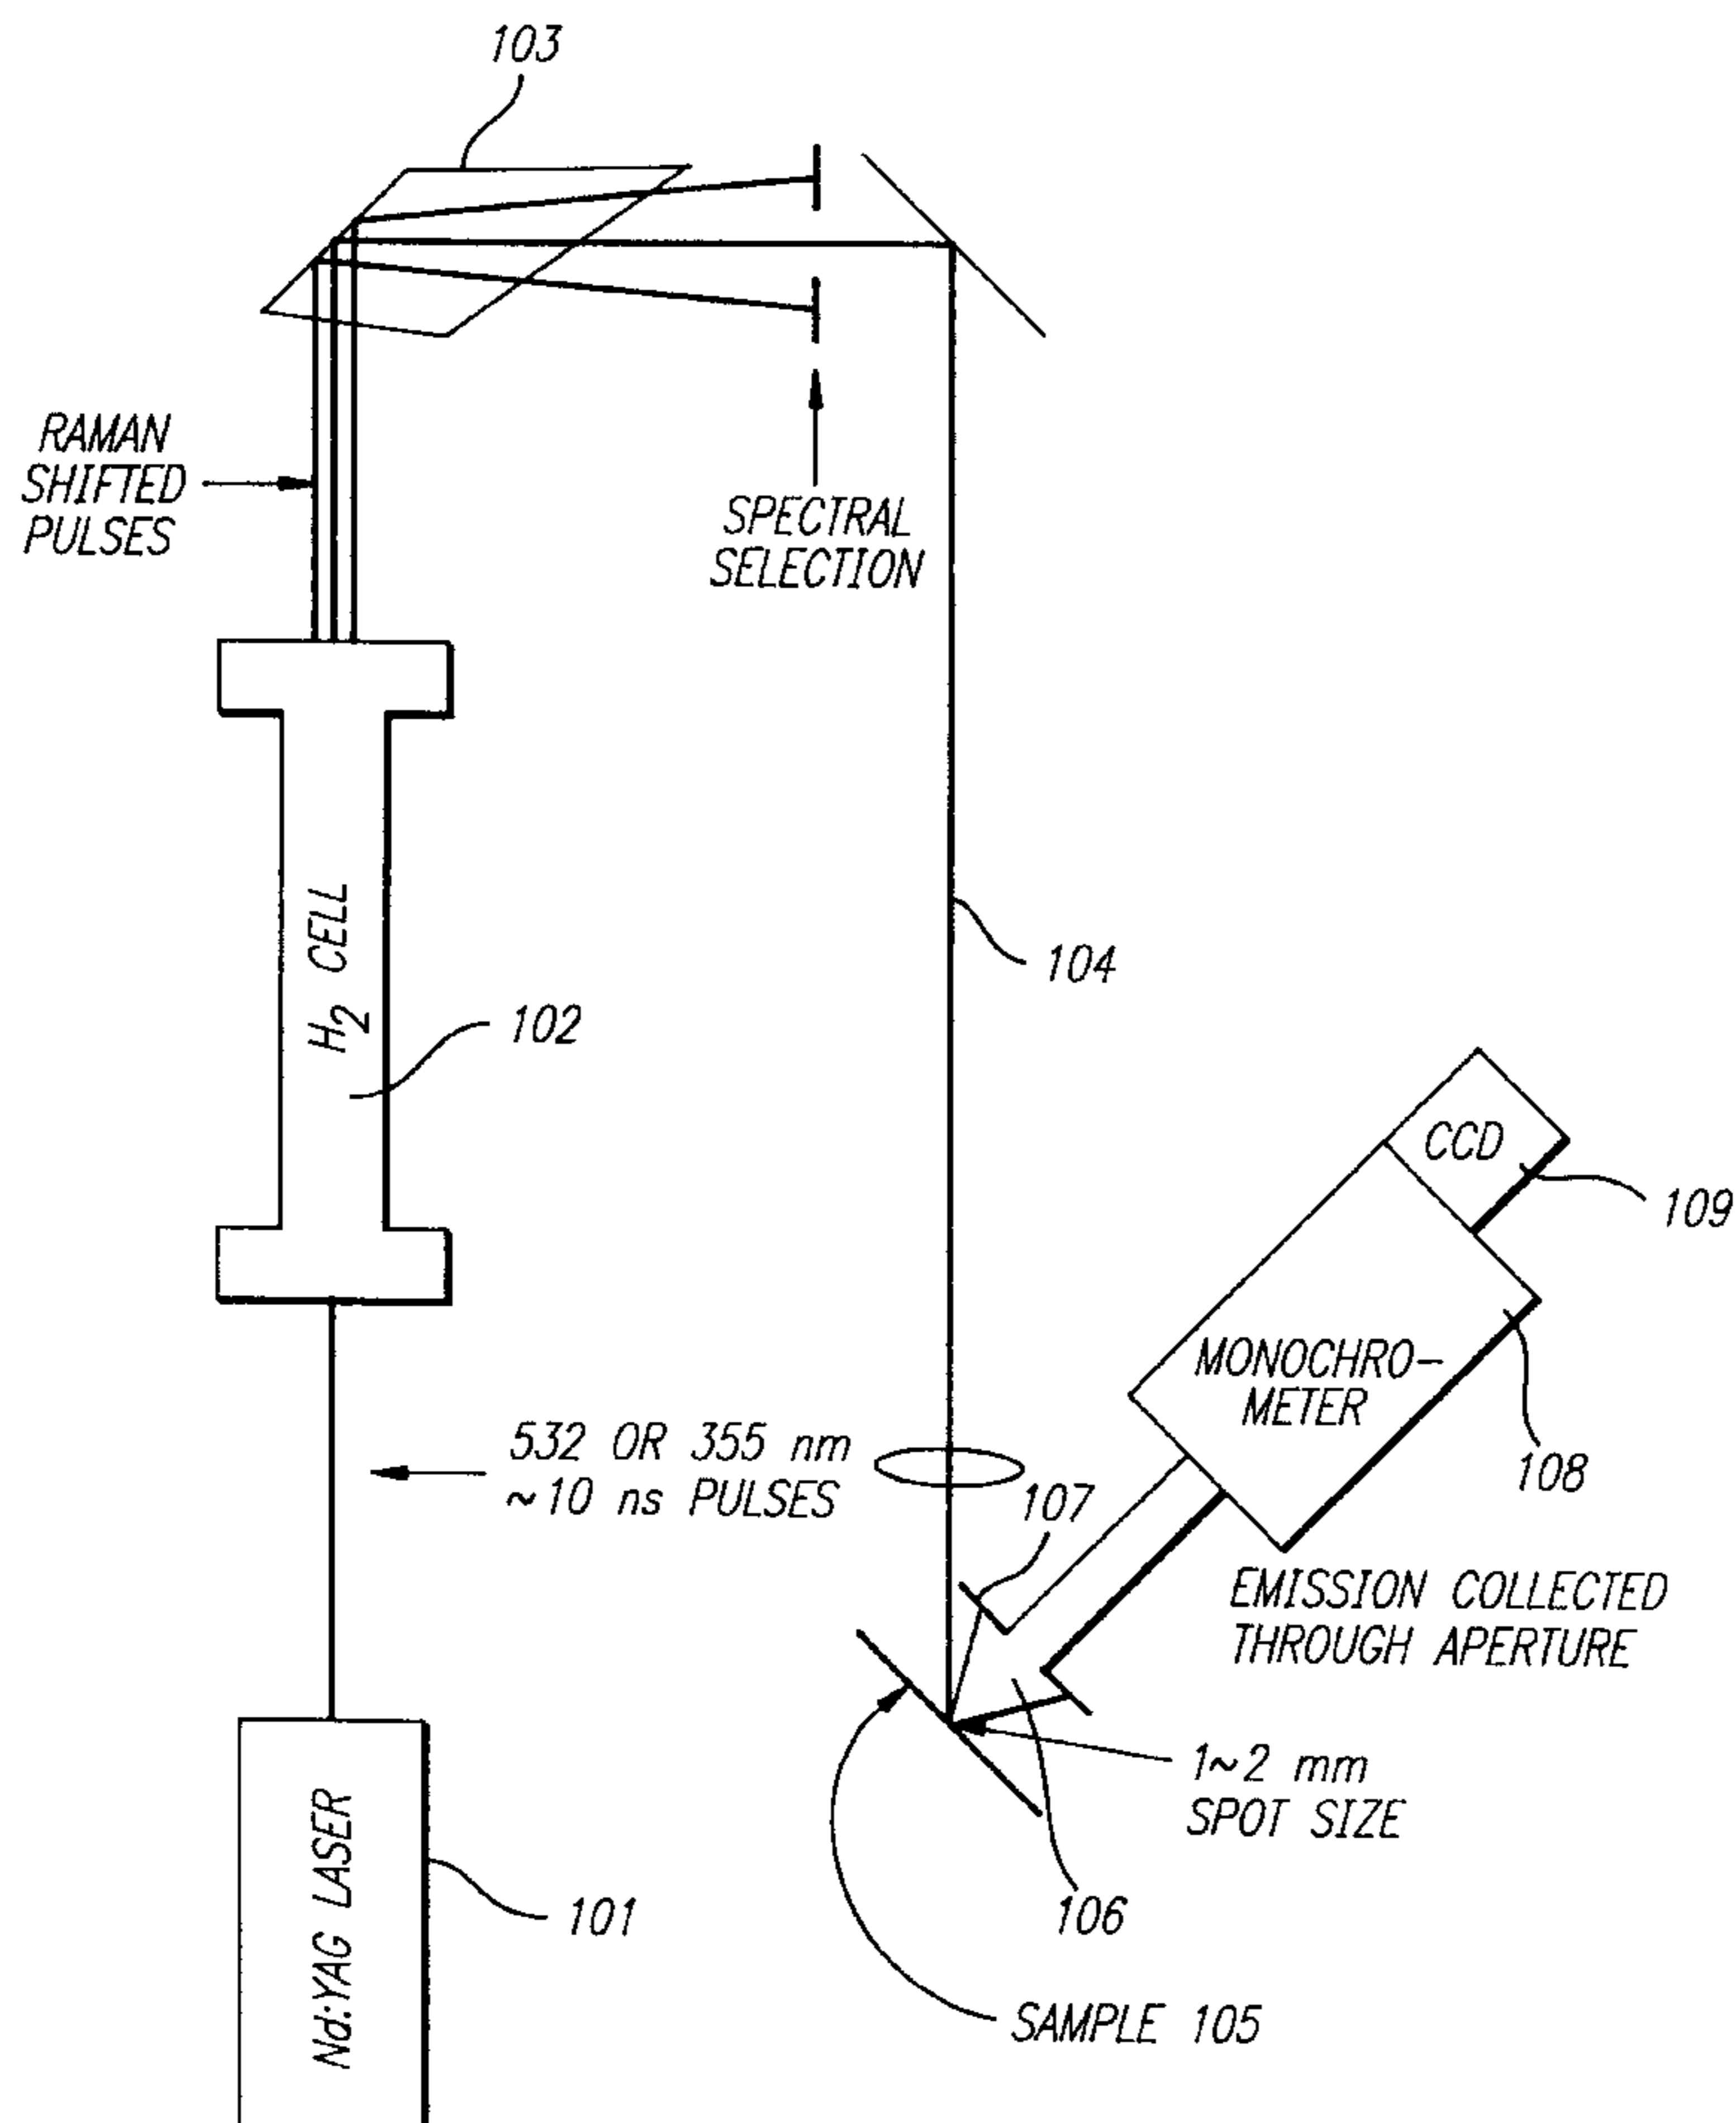 103
RAMAN
SHIFTED
PULSES
SPECTRAL
SELECTION
H2 CELL
102
104
CCD
109
MONOCHRO-
METER
108
532 OR 355 nm
~10 ns PULSES
107
EMISSION COLLECTED
THROUGH APERTURE
1~2 mm
SPOT SIZE
Nd:YAG LASER
101
106
SAMPLE 105